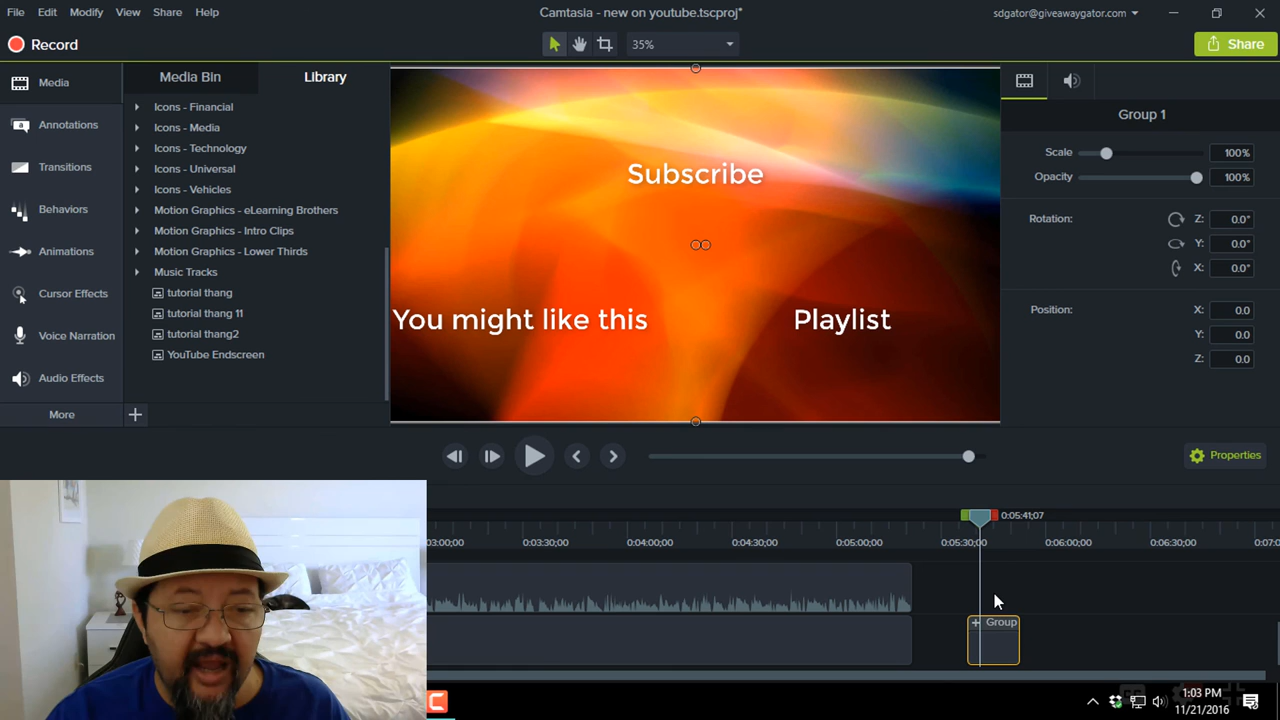 File Edit Modify View Share Help
Camtasia - new on youtube.tscproj*
sdgator@giveawaygator.com
Record
35%
Share
Media
Annotations
Transitions
Behaviors
Animations
Cursor Effects
Voice Narration
Audio Effects
More
Media Bin
Library
Icons - Financial
Icons - Media
Icons - Technology
Icons - Universal
Icons - Vehicles
Motion Graphics - eLearning Brothers
Motion Graphics - Intro Clips
Motion Graphics - Lower Thirds
Music Tracks
tutorial thang
tutorial thang 11
tutorial thang2
YouTube Endscreen
Subscribe
You might like this
Playlist
Group 1
Scale 100%
Opacity 100%
Rotation: Z: 0.0°
Y: 0.0°
X: 0.0°
Position: X: 0.0
Y: 0.0
Z: 0.0
Properties
0:05:41;07
03:00;00 0:03:30;00 0:04:00;00 0:04:30;00 0:05:00;00 0:05:30;00 0:06:00;00 0:06:30;00 0:07:0
+ Group
1:03 PM
11/21/2016